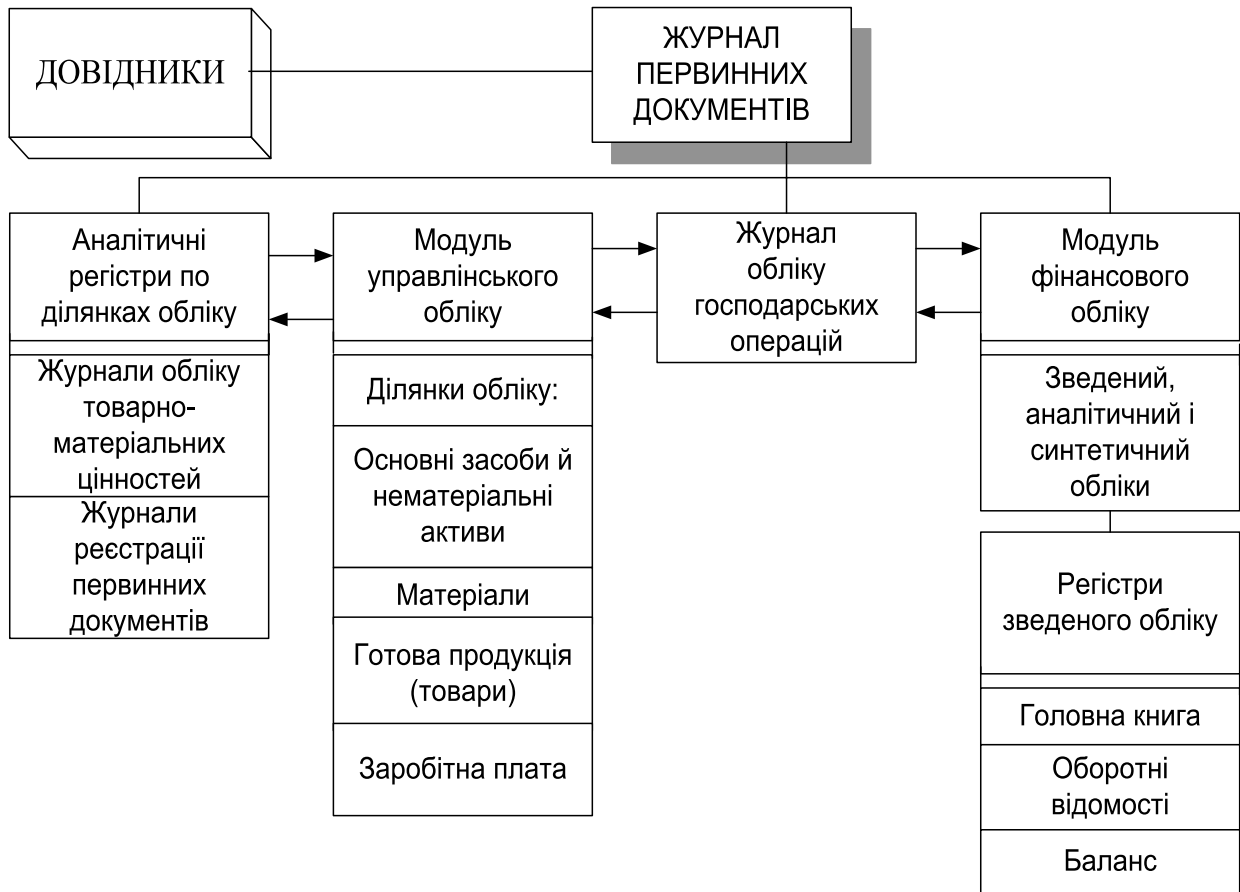 ДОВІДНИКИ
ЖУРНАЛ
ПЕРВИННИХ
ДОКУМЕНТІВ
Аналітичні
регістри по
ділянках обліку
Журнали обліку
товарно-
матеріальних
цінностей
Журнали
реєстрації
первинних
документів
Модуль
управлінського
обліку
Ділянки обліку:
Основні засоби й
нематеріальні
активи
Матеріали
Готова продукція
(товари)
Заробітна плата
Журнал
обліку
господарських
операцій
Модуль
фінансового
обліку
Зведений,
аналітичний і
синтетичний
обліки
Регістри
зведеного обліку
Головна книга
Оборотні
відомості
Баланс